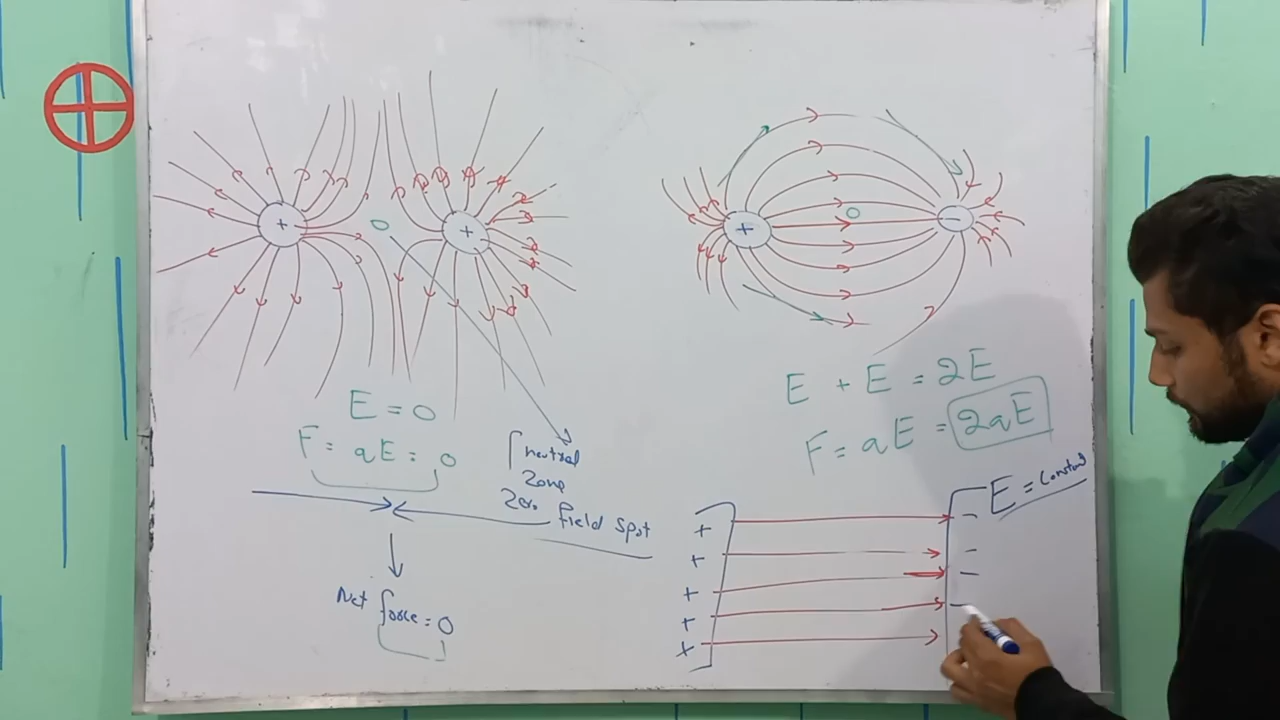 +
+
+
-
E = 0
F = qE = 0
neutral
Zone
Zero field spot
Net force = 0
E + E = 2E
F = qE = 2qE
E = Constant
+
+
+
+
+
-
-
-
-